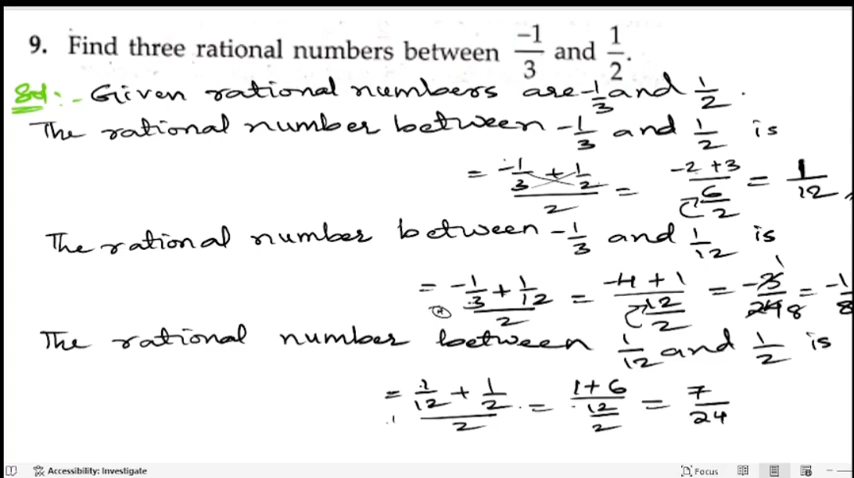 9. Find three rational numbers between -1/3 and 1/2.
Sol:- Given rational numbers are -1/3 and 1/2.
The rational number between -1/3 and 1/2 is
= (-1/3 + 1/2)/2 = (-2+3)/(6)/2 = 1/12,
The rational number between -1/3 and 1/12 is
= (-1/3 + 1/12)/2 = (-4+1)/(12)/2 = -3/24 1 8 = -1/8
The rational number between 1/12 and 1/2 is
= (1/12 + 1/2)/2 = (1+6)/(12)/2 = 7/24
Accessibility: Investigate
Focus